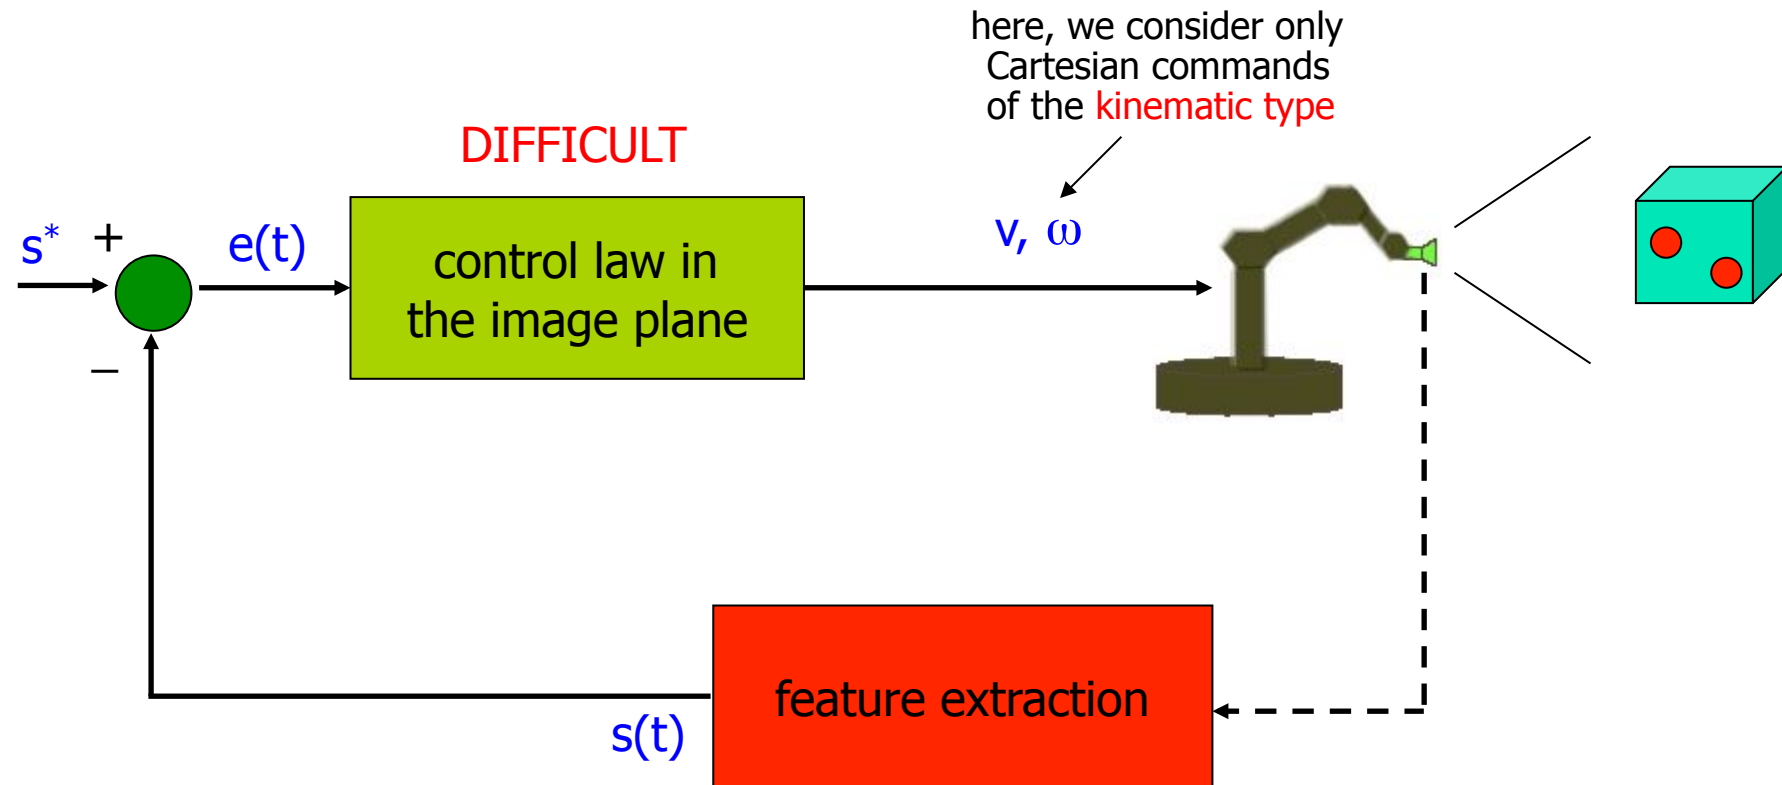 here, we consider only
Cartesian commands
of the kinematic type
DIFFICULT
s* +
e(t)
control law in
the image plane
v, ω
−
feature extraction
s(t)